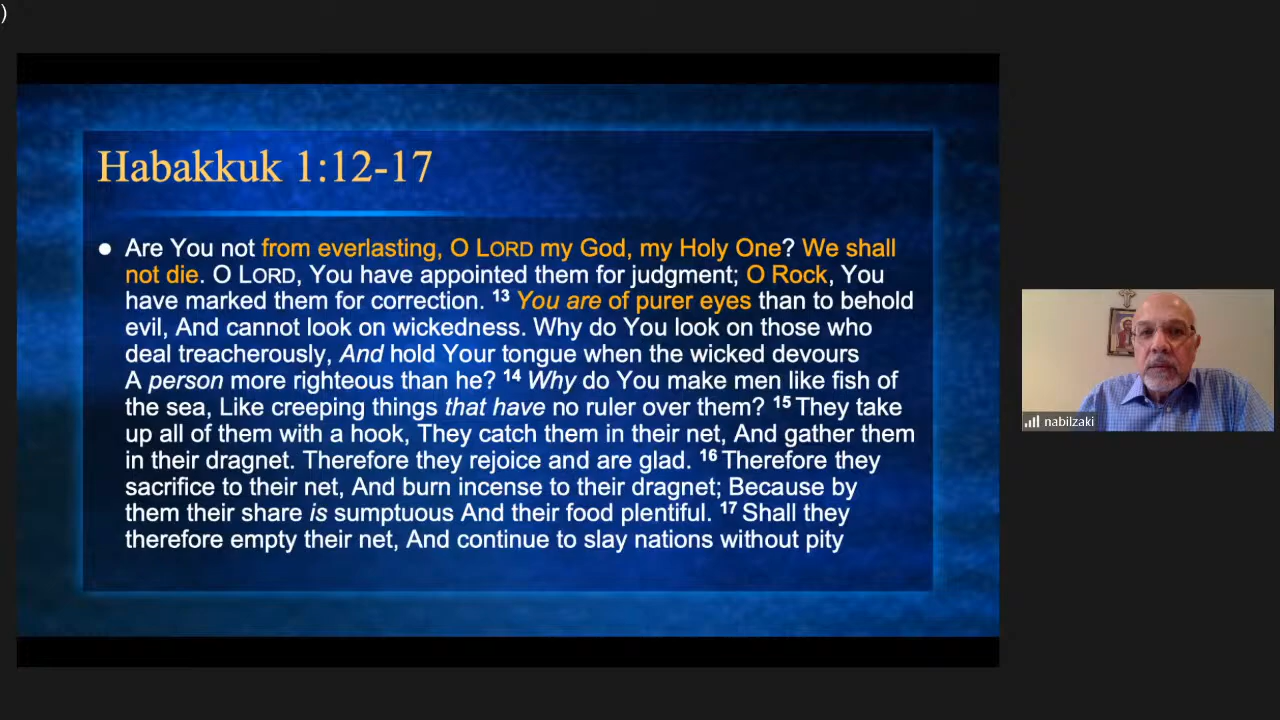 )
Habakkuk 1:12-17
● Are You not from everlasting, O LORD my God, my Holy One? We shall
not die. O LORD, You have appointed them for judgment; O Rock, You
have marked them for correction. 13 You are of purer eyes than to behold
evil, And cannot look on wickedness. Why do You look on those who
deal treacherously, And hold Your tongue when the wicked devours
A person more righteous than he? 14 Why do You make men like fish of
the sea, Like creeping things that have no ruler over them? 15 They take
up all of them with a hook, They catch them in their net, And gather them
in their dragnet. Therefore they rejoice and are glad. 16 Therefore they
sacrifice to their net, And burn incense to their dragnet; Because by
them their share is sumptuous And their food plentiful. 17 Shall they
therefore empty their net, And continue to slay nations without pity
nabilzaki